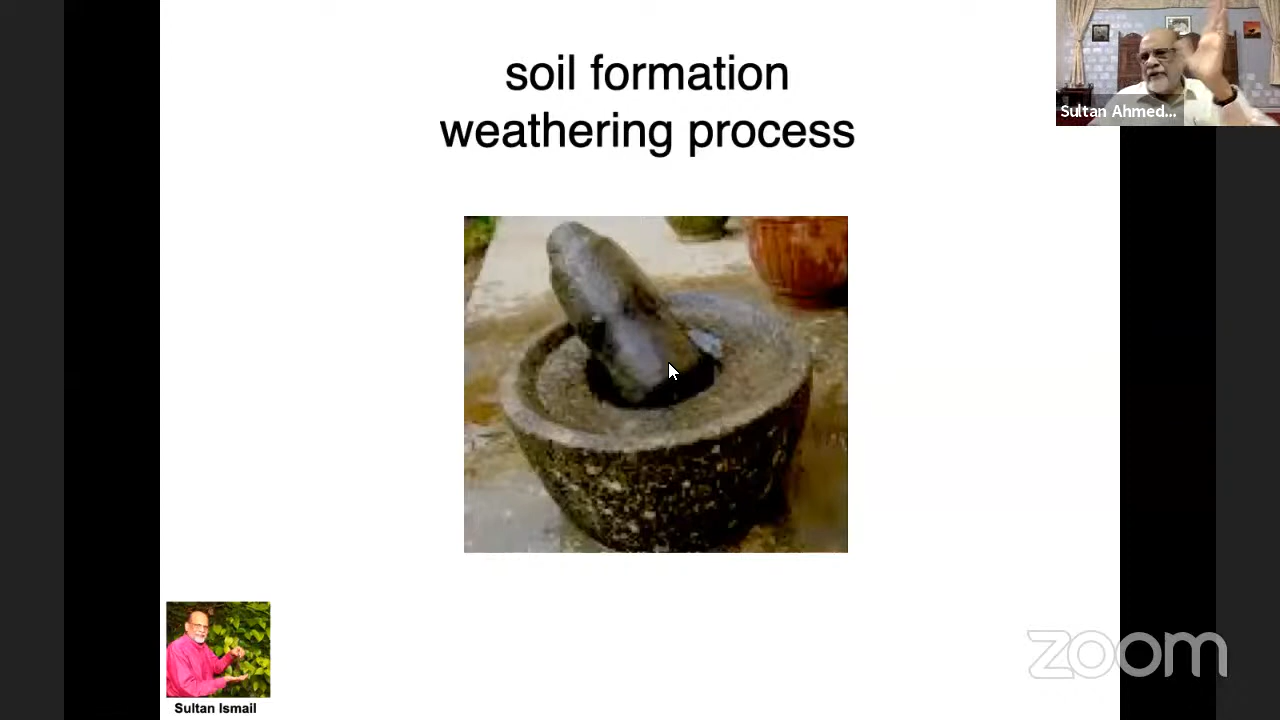 soil formation
weathering process
Sultan Ahmed...
Sultan Ismail
zoom